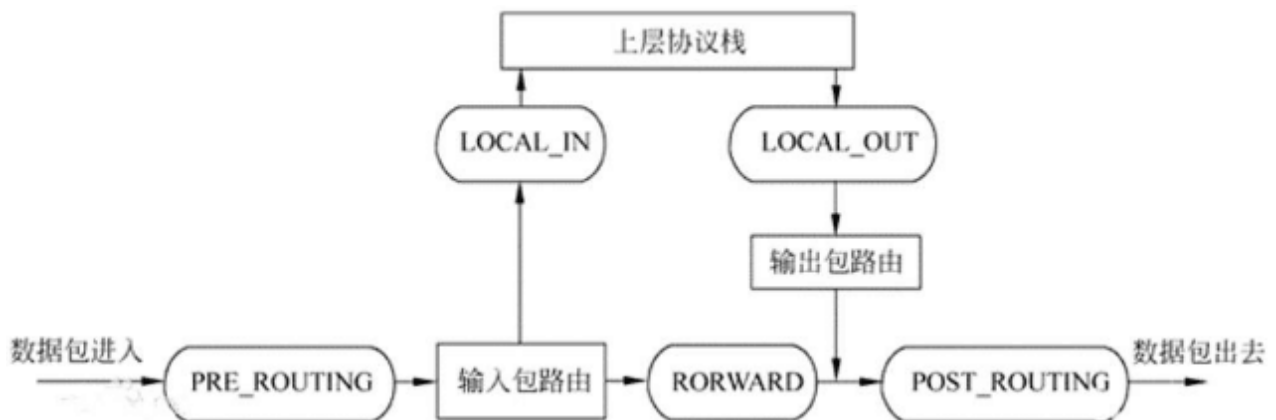 上层协议栈
LOCAL_IN
LOCAL_OUT
输出包路由
数据包进入
PRE_ROUTING
输入包路由
RORWARD
POST_ROUTING
数据包出去